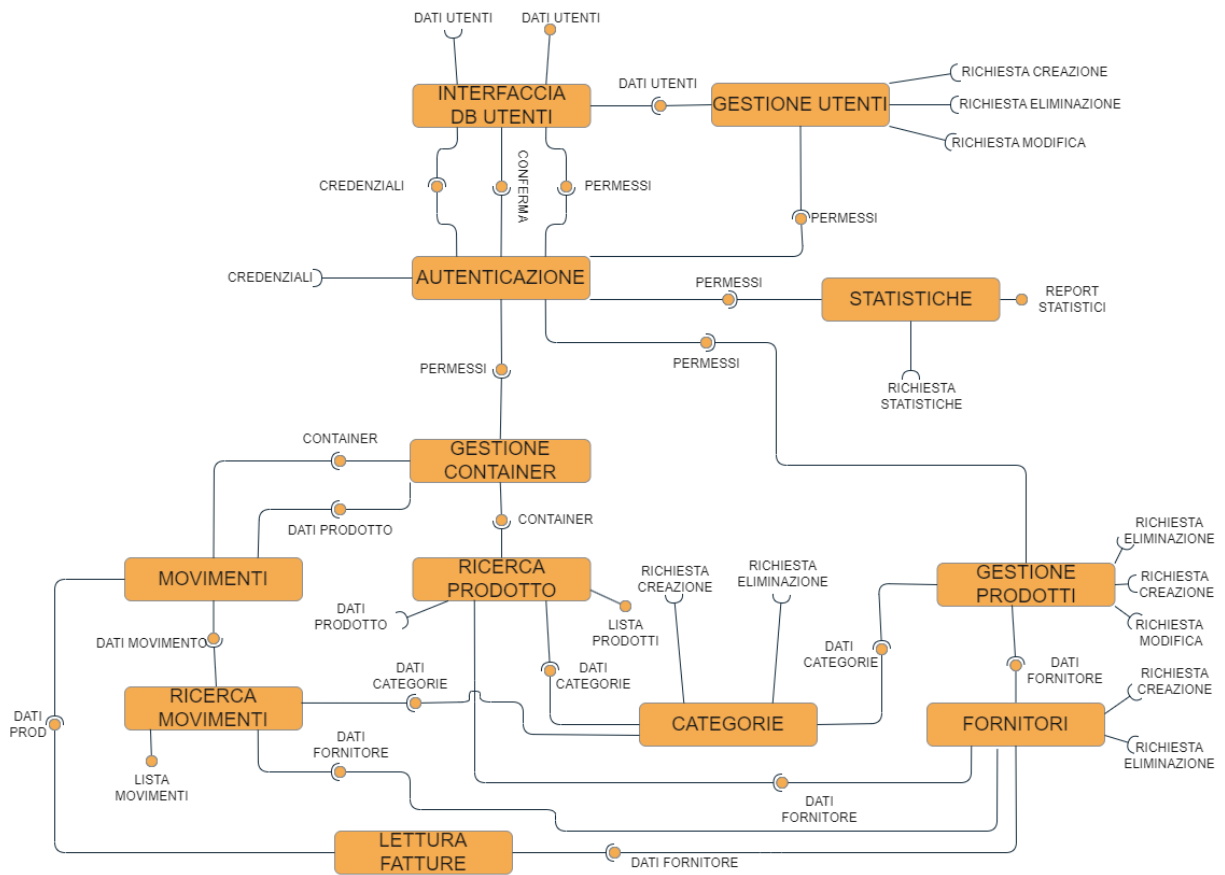 DATI UTENTI
DATI UTENTI
INTERFACCIA
DB UTENTI
DATI UTENTI
GESTIONE UTENTI
RICHIESTA CREAZIONE
RICHIESTA ELIMINAZIONE
RICHIESTA MODIFICA
CREDENZIALI
CONFERMA
PERMESSI
PERMESSI
CREDENZIALI
AUTENTICAZIONE
PERMESSI
STATISTICHE
REPORT
STATISTICI
PERMESSI
PERMESSI
RICHIESTA
STATISTICHE
CONTAINER
GESTIONE
CONTAINER
DATI PRODOTTO
CONTAINER
RICHIESTA
ELIMINAZIONE
MOVIMENTI
RICERCA
PRODOTTO
RICHIESTA
CREAZIONE
RICHIESTA
ELIMINAZIONE
GESTIONE
PRODOTTI
RICHIESTA
CREAZIONE
DATI
PRODOTTO
LISTA
PRODOTTI
RICHIESTA
MODIFICA
DATI MOVIMENTO
DATI
CATEGORIE
DATI
CATEGORIE
DATI
CATEGORIE
DATI
FORNITORE
RICHIESTA
CREAZIONE
DATI
PROD
RICERCA
MOVIMENTI
CATEGORIE
FORNITORI
RICHIESTA
ELIMINAZIONE
LISTA
MOVIMENTI
DATI
FORNITORE
DATI
FORNITORE
LETTURA
FATTURE
DATI FORNITORE